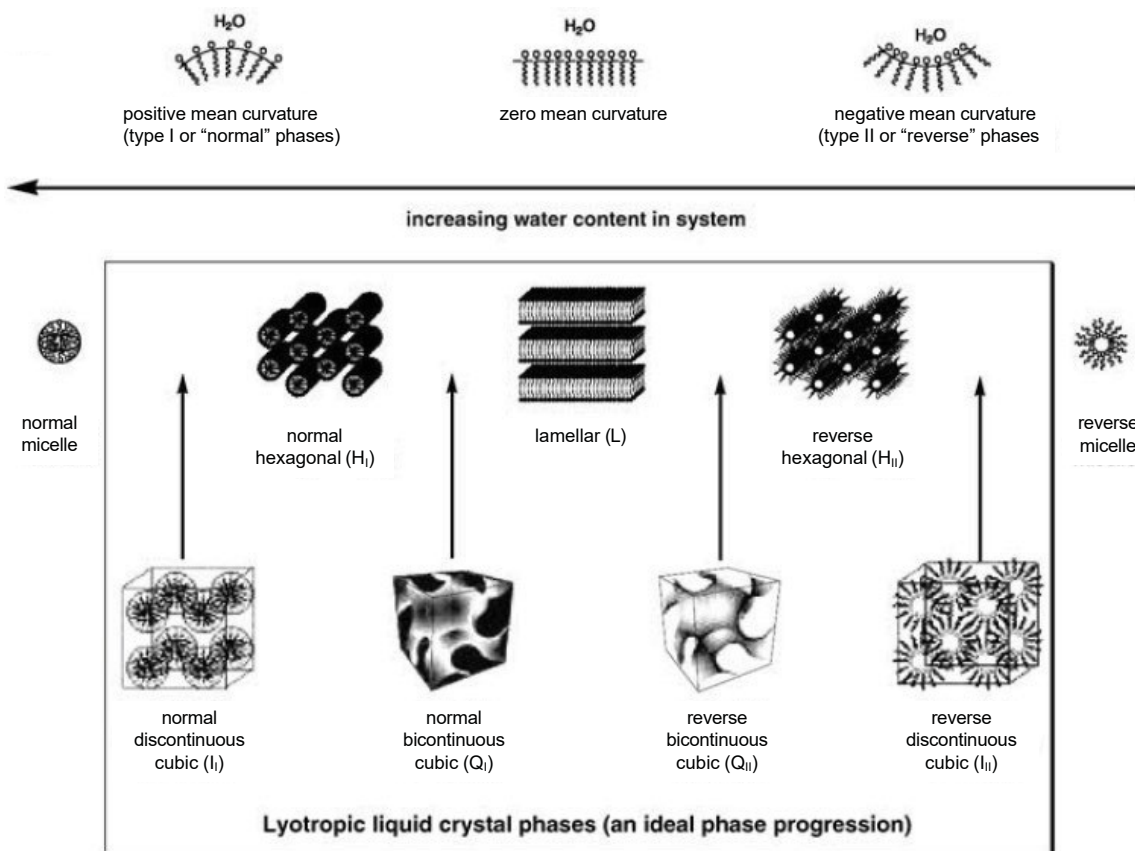 H₂O
H₂O
H₂O
positive mean curvature
(type I or “normal” phases)
zero mean curvature
negative mean curvature
(type II or “reverse” phases
increasing water content in system
normal
micelle
normal
hexagonal (H_I)
lamellar (L)
reverse
hexagonal (H_II)
reverse
micelle
normal
discontinuous
cubic (I_I)
normal
bicontinuous
cubic (Q_I)
reverse
bicontinuous
cubic (Q_II)
reverse
discontinuous
cubic (I_II)
Lyotropic liquid crystal phases (an ideal phase progression)